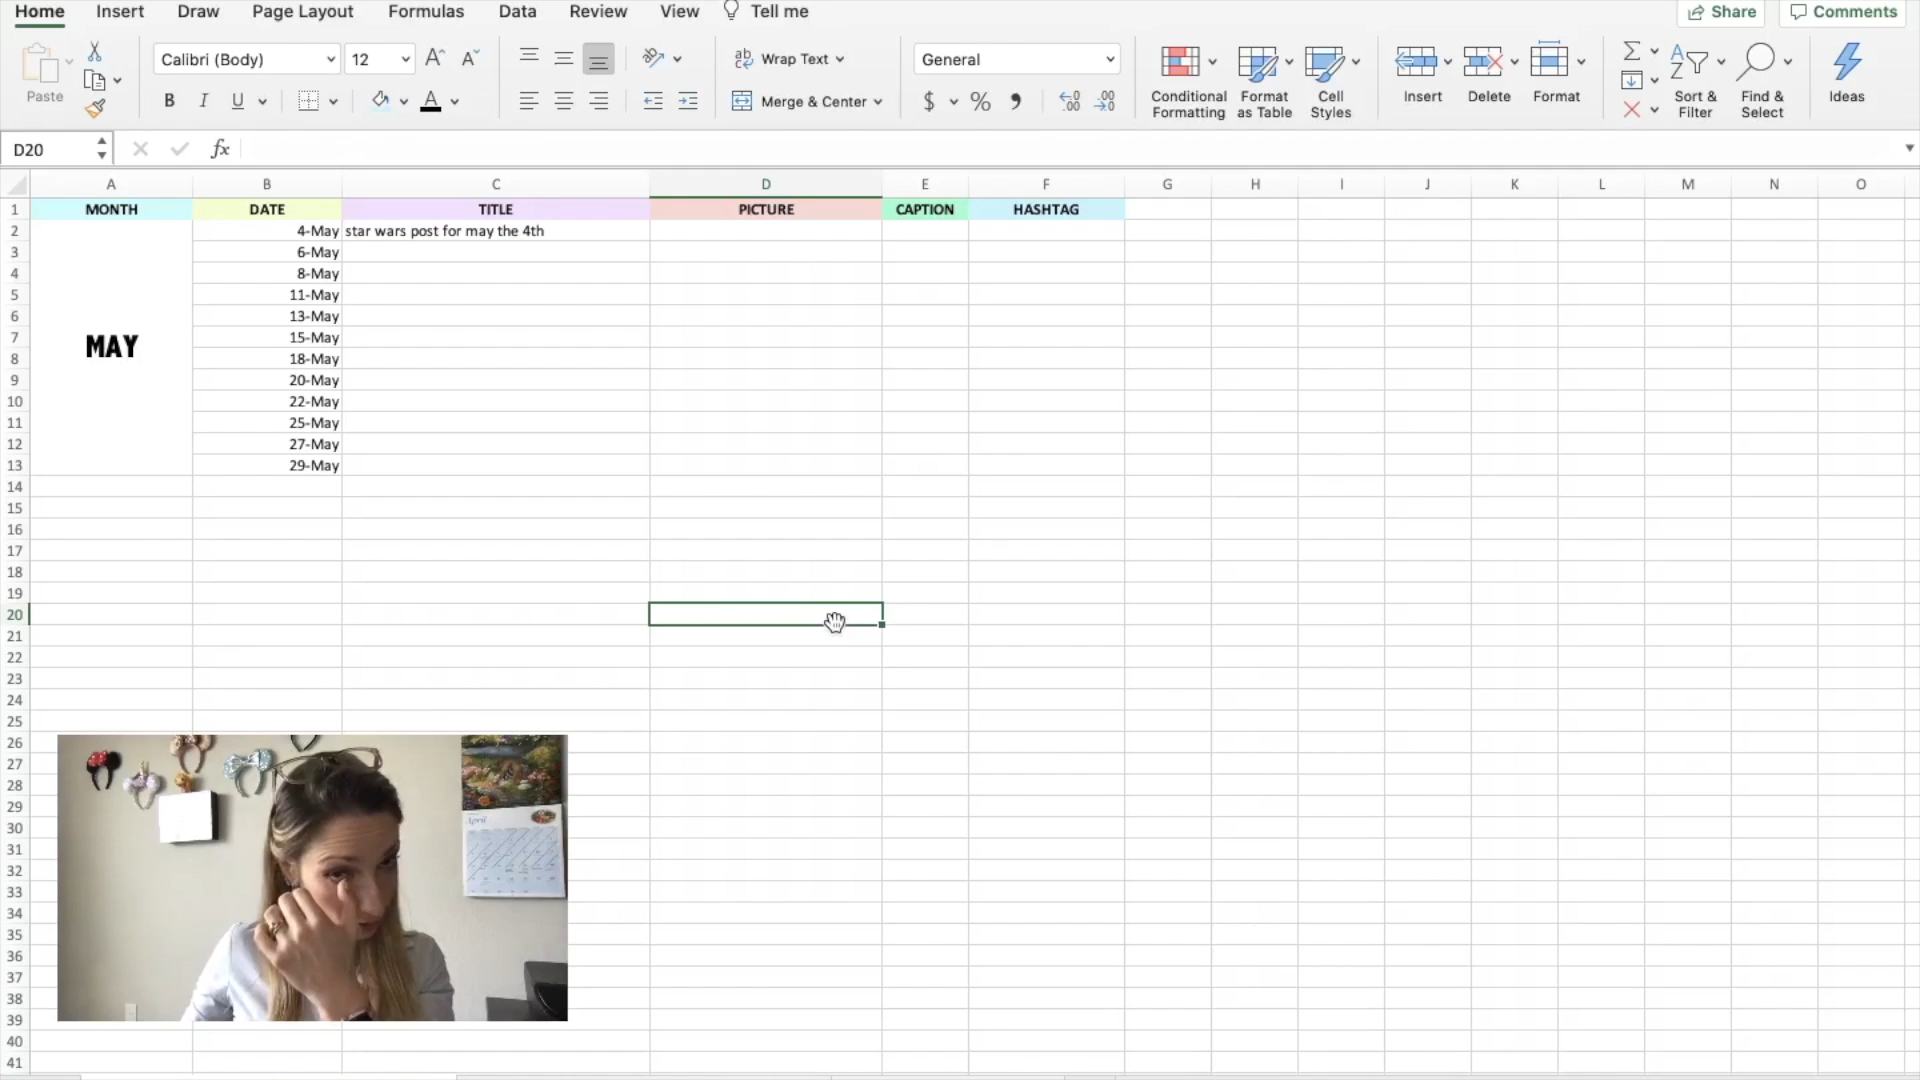 Home Insert Draw Page Layout Formulas Data Review View Tell me Share Comments
Calibri (Body) 12 Wrap Text General
Paste B I U Merge & Center $ % Conditional Formatting Format as Table Cell Styles Insert Delete Format Sort & Filter Find & Select Ideas
D20 fx
A B C D E F G H I J K L M N O
1 MONTH DATE TITLE PICTURE CAPTION HASHTAG
2 4-May star wars post for may the 4th
3 6-May
4 8-May
5 11-May
6 13-May
7 MAY 15-May
8 18-May
9 20-May
10 22-May
11 25-May
12 27-May
13 29-May
14
15
16
17
18
19
20
21
22
23
24
25
26
27
28
29
30
31
32
33
34
35
36
37
38
39
40
41
April